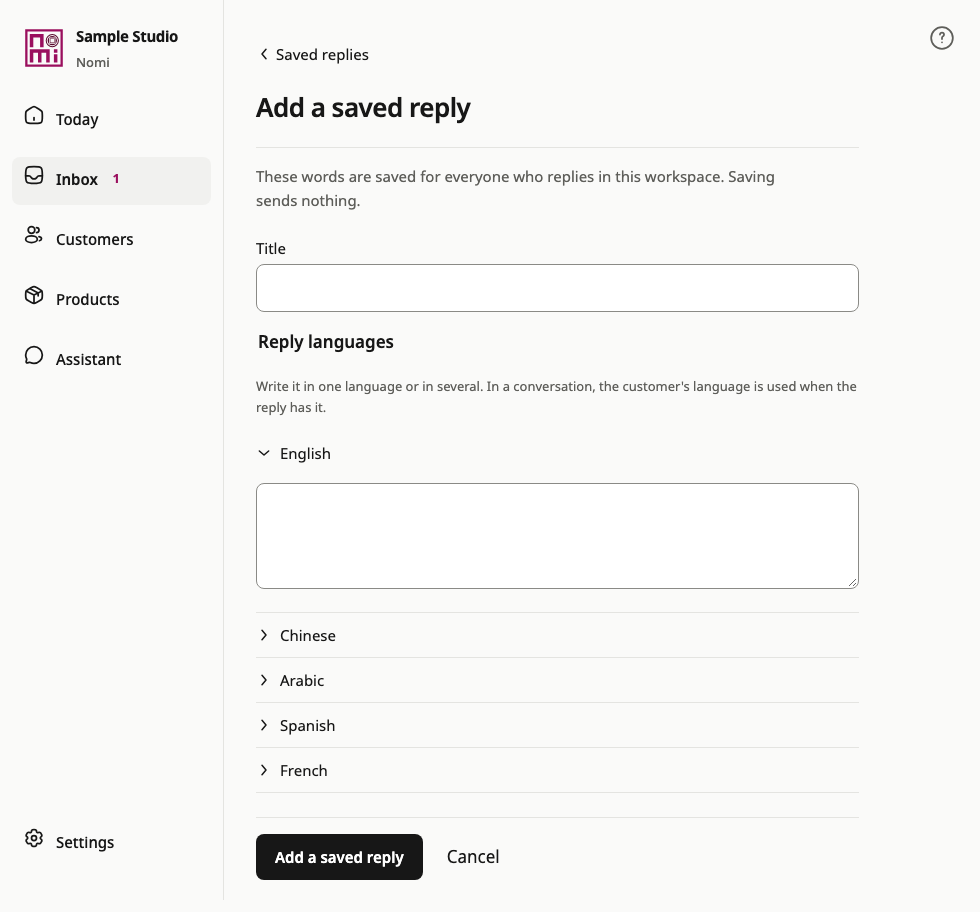 Sample Studio
Nomi
Today
Inbox 1
Customers
Products
Assistant
Settings
Saved replies
Add a saved reply
These words are saved for everyone who replies in this workspace. Saving
sends nothing.
Title
Reply languages
Write it in one language or in several. In a conversation, the customer's language is used when the
reply has it.
English
Chinese
Arabic
Spanish
French
Add a saved reply
Cancel